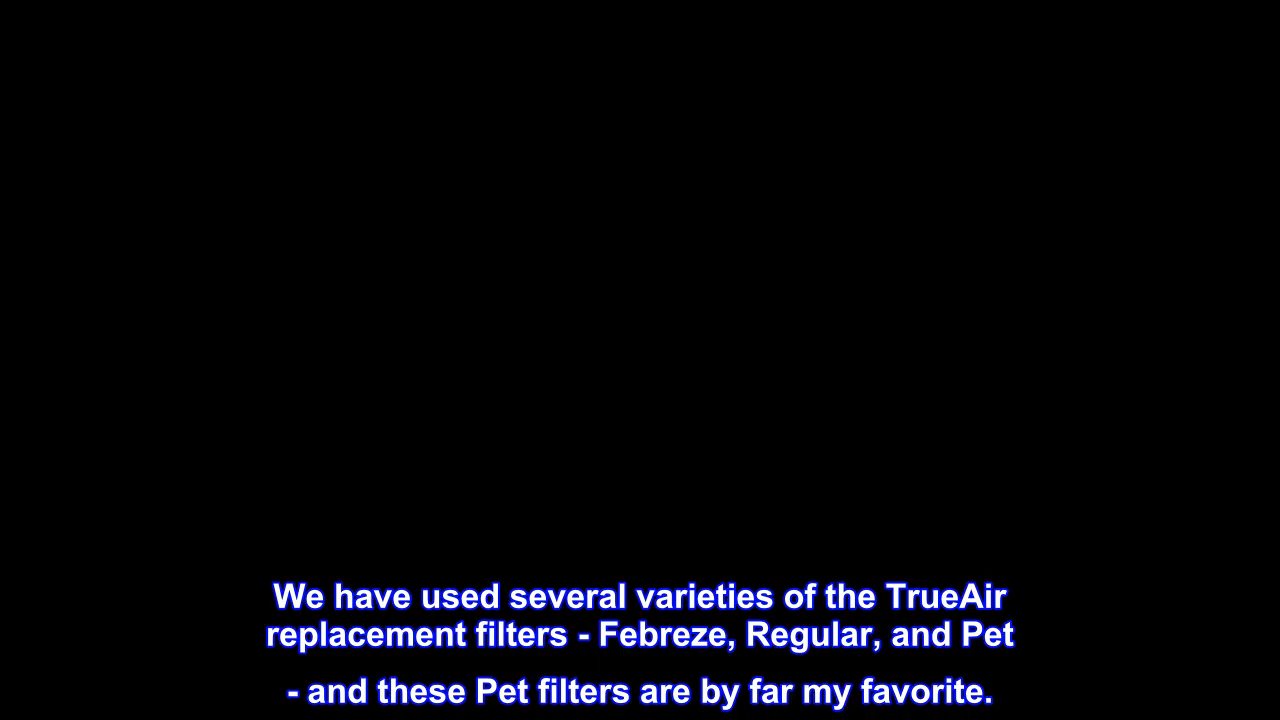 We have used several varieties of the TrueAir
replacement filters - Febreze, Regular, and Pet
- and these Pet filters are by far my favorite.